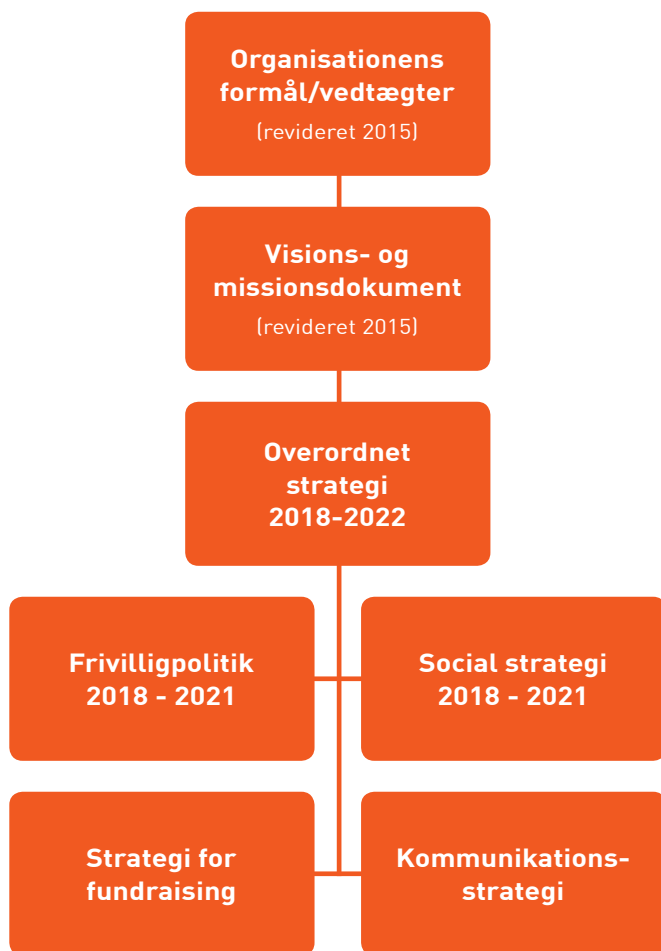 Organisationens
formål/vedtægter
(revideret 2015)
Visions- og
missionsdokument
(revideret 2015)
Overordnet
strategi
2018-2022
Frivilligpolitik
2018 - 2021
Social strategi
2018 - 2021
Strategi for
fundraising
Kommunikations-
strategi